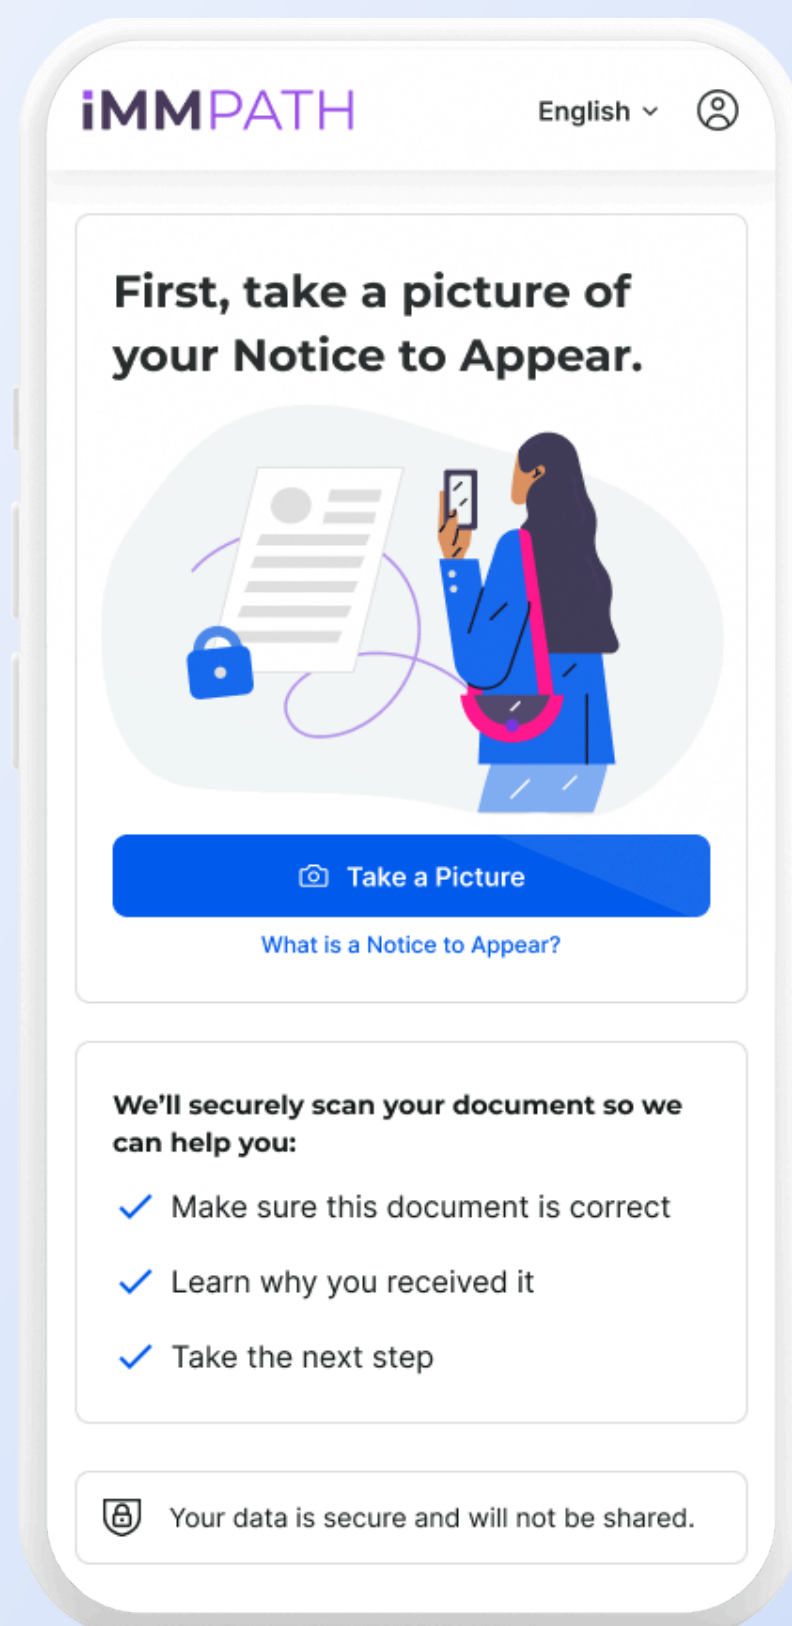 iMMPATH
English
First, take a picture of
your Notice to Appear.
Take a Picture
What is a Notice to Appear?
We’ll securely scan your document so we
can help you:
Make sure this document is correct
Learn why you received it
Take the next step
Your data is secure and will not be shared.